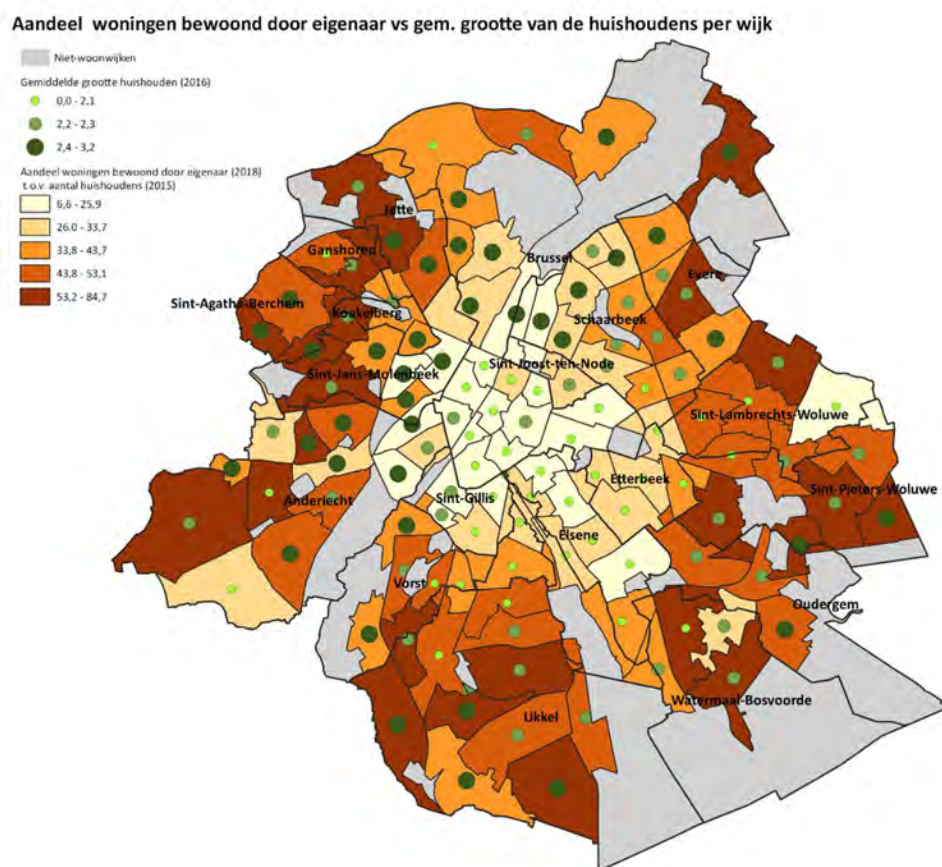 Aandeel woningen bewoond door eigenaar vs gem. grootte van de huishoudens per wijk
Niet-woonwijken
Gemiddelde grootte huishouden (2016)
0,0 - 2,1
2,2 - 2,3
2,4 - 3,2
Aandeel woningen bewoond door eigenaar (2018)
t.o.v. aantal huishoudens (2015)
6,6 - 25,9
26,0 - 33,7
33,8 - 43,7
43,8 - 53,1
53,2 - 84,7
Jette
Ganshoren
Brussel
Evere
Sint-Agatha-Berchem
Koekelberg
Schaarbeek
Sint-Joost-ten-Node
Sint-Jans-Molenbeek
Sint-Lambrechts-Woluwe
Etterbeek
Sint-Pieters-Woluwe
Anderlecht
Sint-Gillis
Elsene
Vorst
Oudergem
Watermaal-Bosvoorde
Ukkel